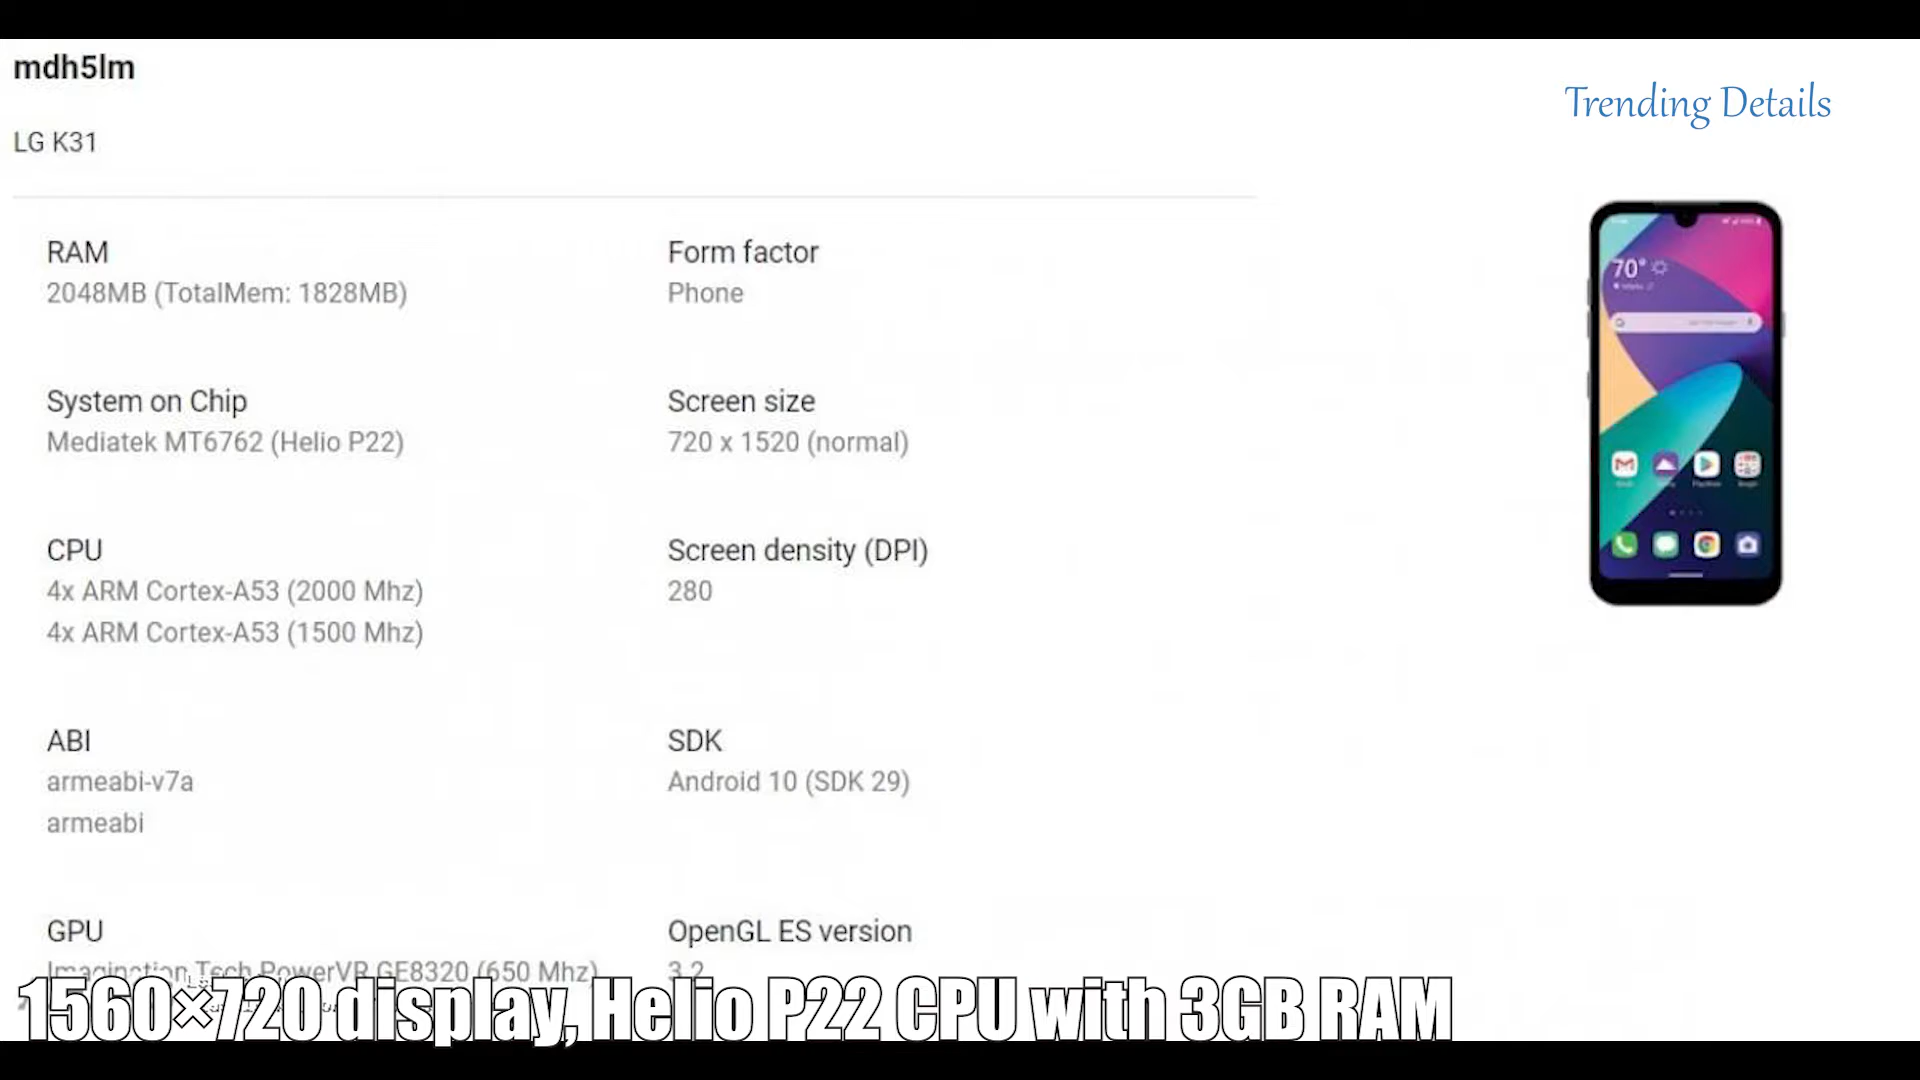 mdh5lm
Trending Details
LG K31
RAM
2048MB (TotalMem: 1828MB)
Form factor
Phone
70°
System on Chip
Mediatek MT6762 (Helio P22)
Screen size
720 x 1520 (normal)
CPU
4x ARM Cortex-A53 (2000 Mhz)
4x ARM Cortex-A53 (1500 Mhz)
Screen density (DPI)
280
ABI
armeabi-v7a
armeabi
SDK
Android 10 (SDK 29)
GPU
Imagination Tech PowerVR GE8320 (650 Mhz)
OpenGL ES version
3.2
1560×720 display, Helio P22 CPU with 3GB RAM